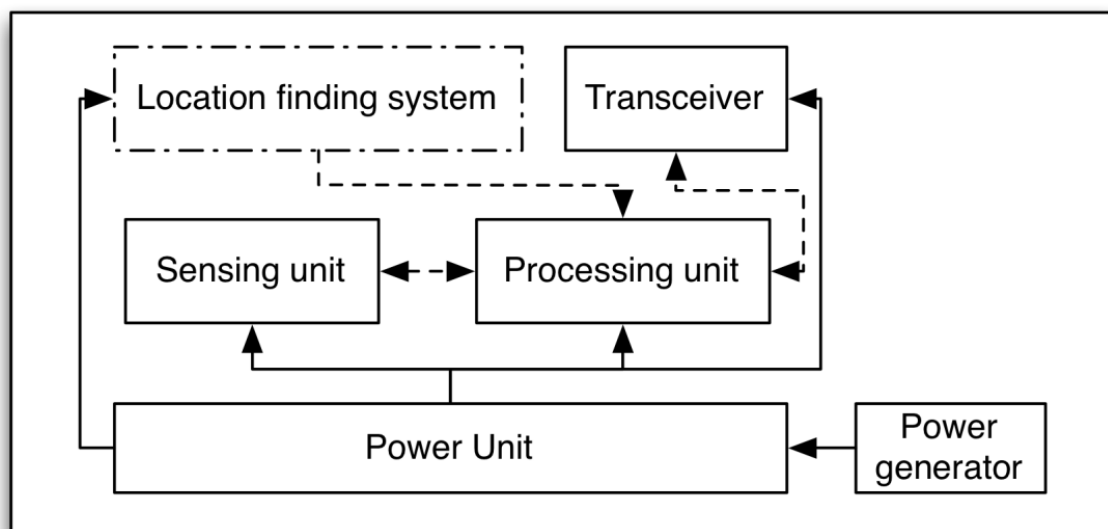 Location finding system
Transceiver
Sensing unit
Processing unit
Power Unit
Power
generator